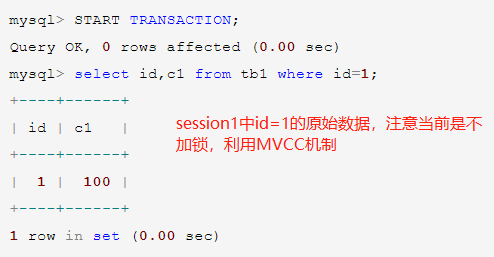 mysql> START TRANSACTION;
Query OK, 0 rows affected (0.00 sec)
mysql> select id,c1 from tb1 where id=1;
+----+------+
| id | c1   |
+----+------+
| 1 | 100 |
+----+------+
1 row in set (0.00 sec)
session1中id=1的原始数据，注意当前是不
加锁，利用MVCC机制